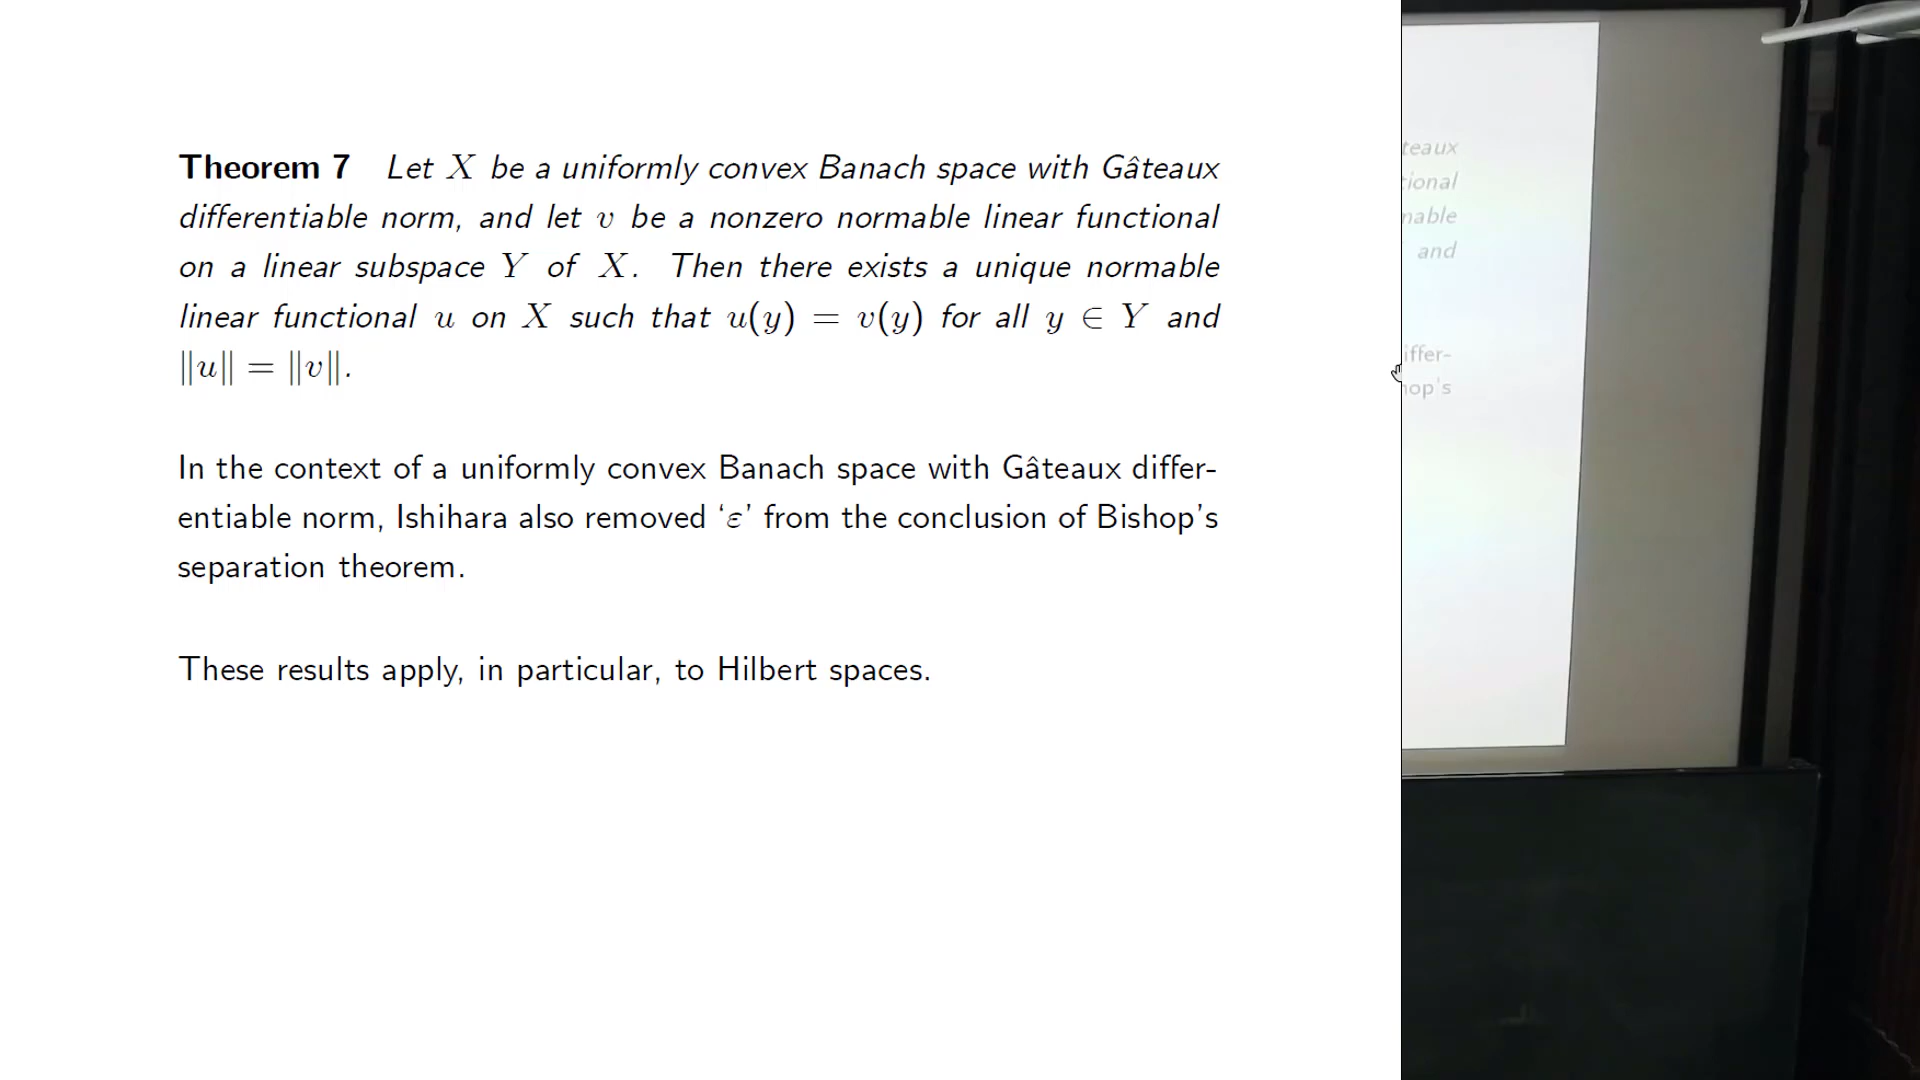 Theorem 7 Let X be a uniformly convex Banach space with Gâteaux
differentiable norm, and let v be a nonzero normable linear functional
on a linear subspace Y of X. Then there exists a unique normable
linear functional u on X such that u(y) = v(y) for all y ∈ Y and
‖u‖ = ‖v‖.
In the context of a uniformly convex Banach space with Gâteaux differ-
entiable norm, Ishihara also removed ‘ε’ from the conclusion of Bishop’s
separation theorem.
These results apply, in particular, to Hilbert spaces.
teaux
tional
mable
and
iffer-
hop's